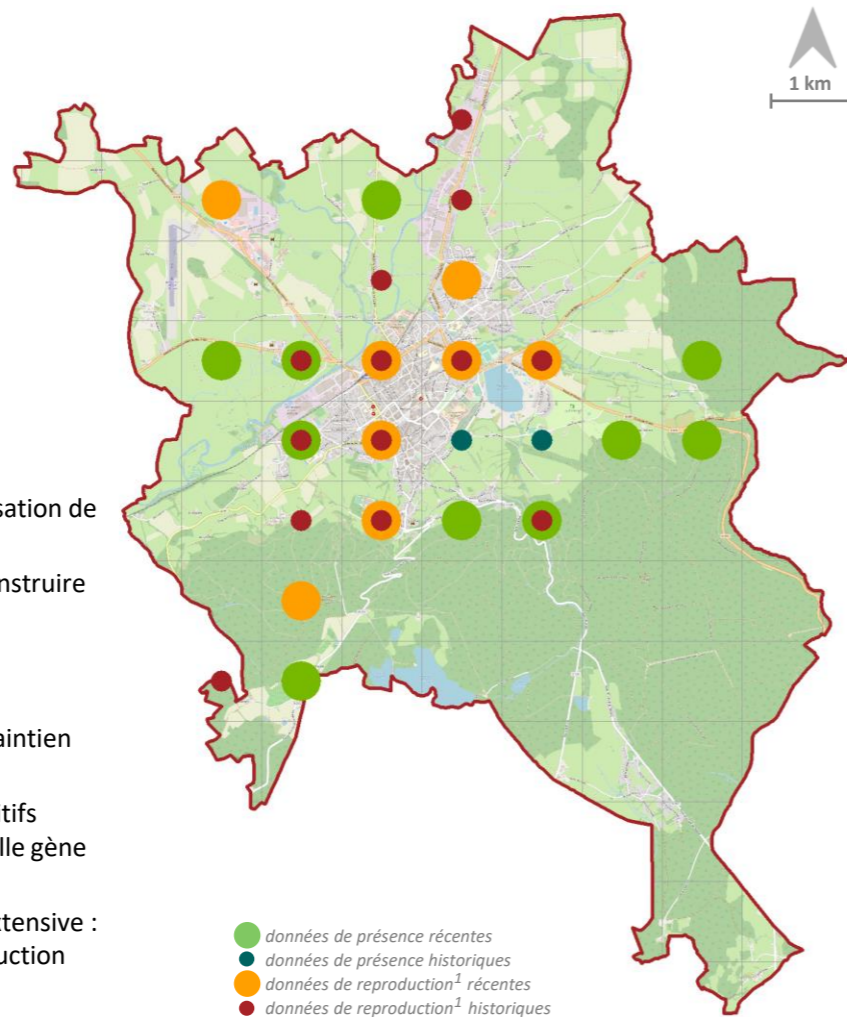 1 km
sation de
nstruire
aintien
itifs
lle gène
xtensive :
uction
données de présence récentes
données de présence historiques
données de reproduction¹ récentes
données de reproduction¹ historiques